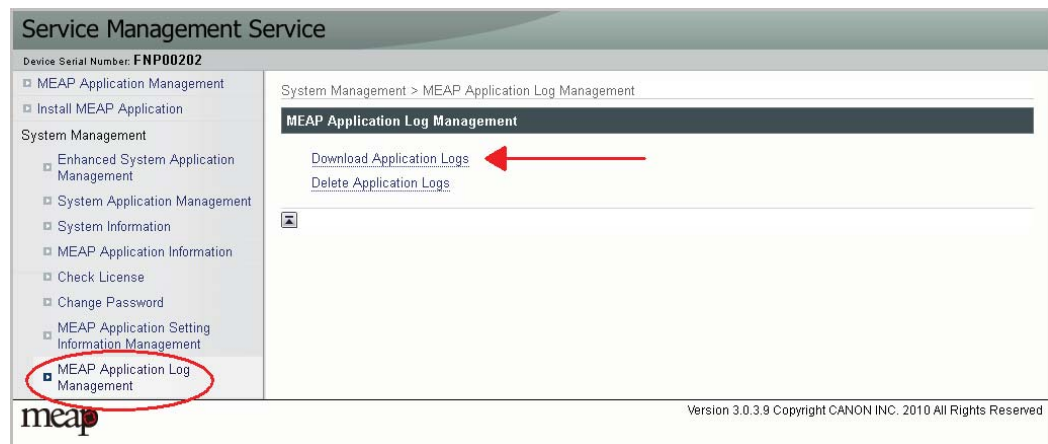 Service Management Service
Device Serial Number: FNP00202
MEAP Application Management
Install MEAP Application
System Management
Enhanced System Application
Management
System Application Management
System Information
MEAP Application Information
Check License
Change Password
MEAP Application Setting
Information Management
MEAP Application Log
Management
System Management > MEAP Application Log Management
MEAP Application Log Management
Download Application Logs
Delete Application Logs
meap
Version 3.0.3.9 Copyright CANON INC. 2010 All Rights Reserved